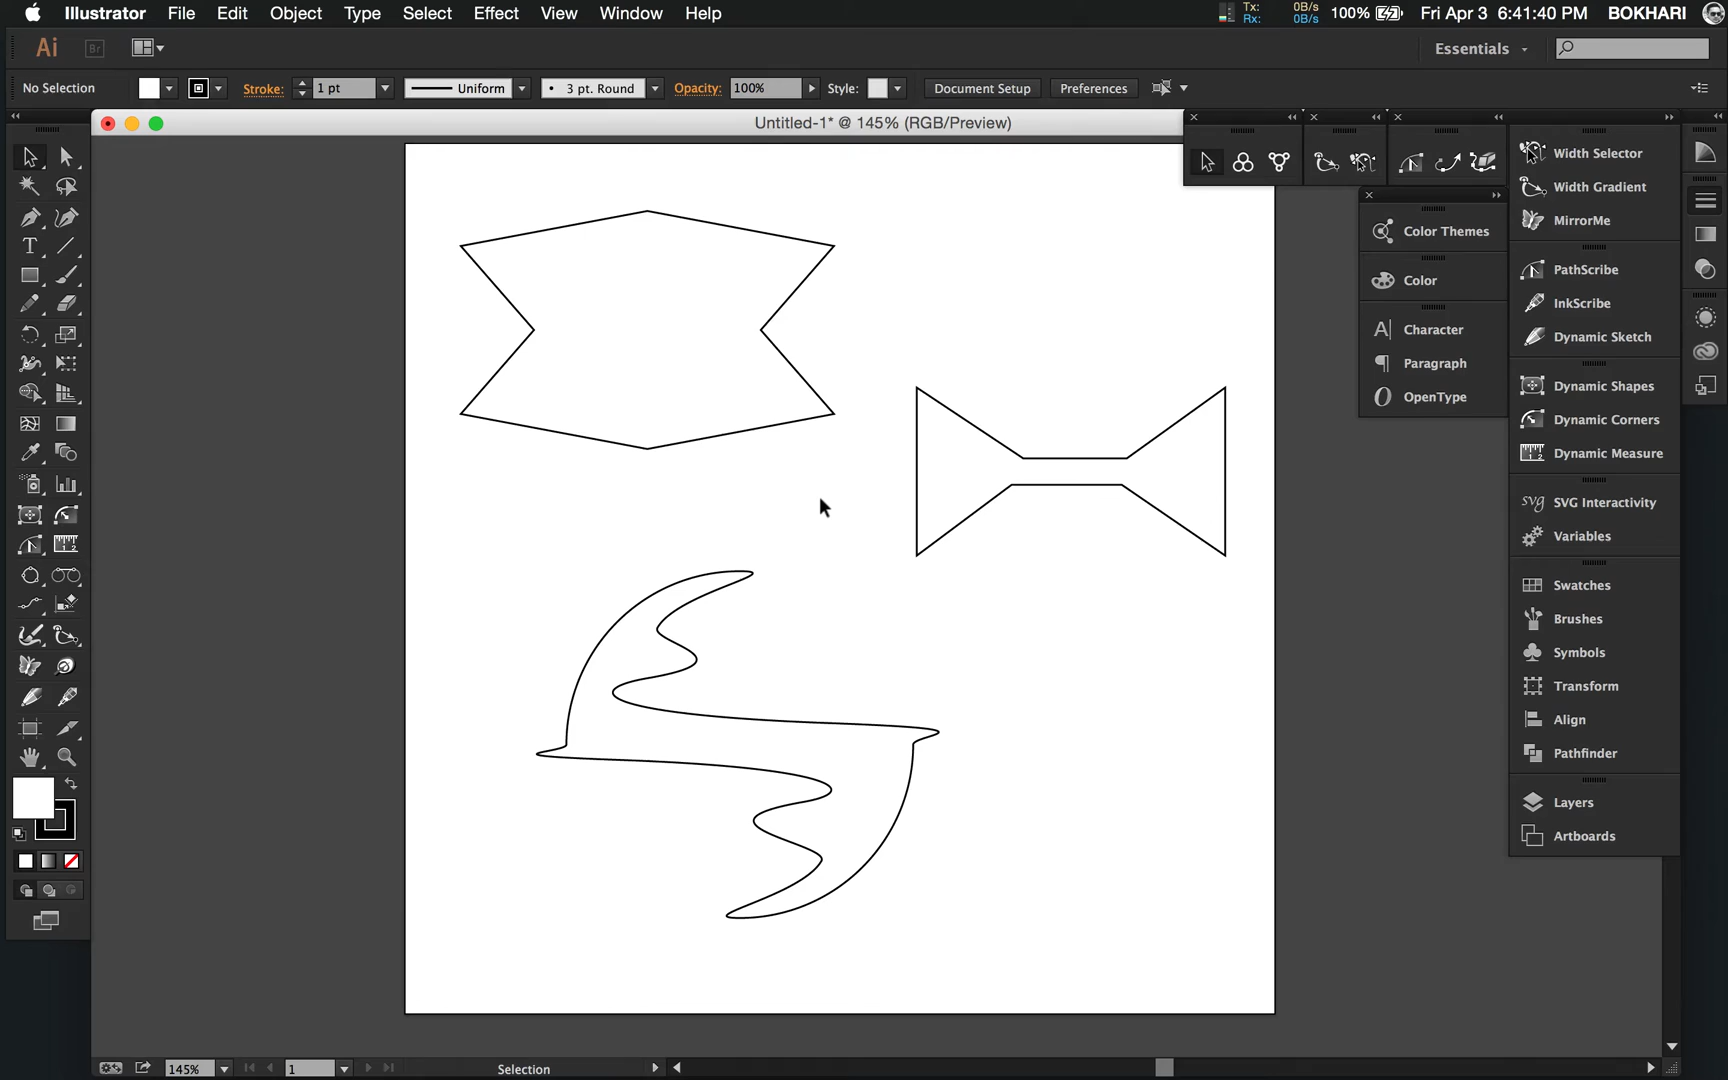 Illustrator File Edit Object Type Select Effect View Window Help Tx: 0B/s Rx: 0B/s 100% Fri Apr 3 6:41:40 PM BOKHARI
Ai Br Essentials
No Selection Stroke: 1 pt Uniform 3 pt. Round Opacity: 100% Style: Document Setup Preferences
Untitled-1* @ 145% (RGB/Preview)
Width Selector
Width Gradient
MirrorMe
Color Themes
PathScribe
Color
InkScribe
Character
Dynamic Sketch
Paragraph
Dynamic Shapes
OpenType
Dynamic Corners
Dynamic Measure
svg SVG Interactivity
Variables
Swatches
Brushes
Symbols
Transform
Align
Pathfinder
Layers
Artboards
145% 1 Selection